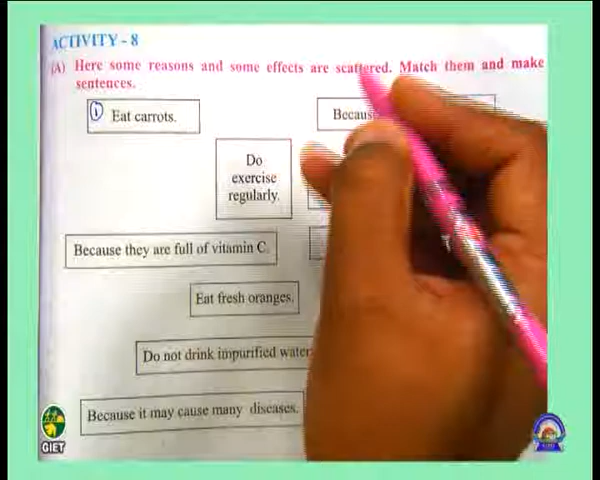 ACTIVITY - 8
(A) Here some reasons and some effects are scattered. Match them and make
sentences.
1 Eat carrots.
Do
exercise
regularly.
Because they are full of vitamin C.
Eat fresh oranges.
Do not drink impurified water
Because it may cause many diseases.
GIET